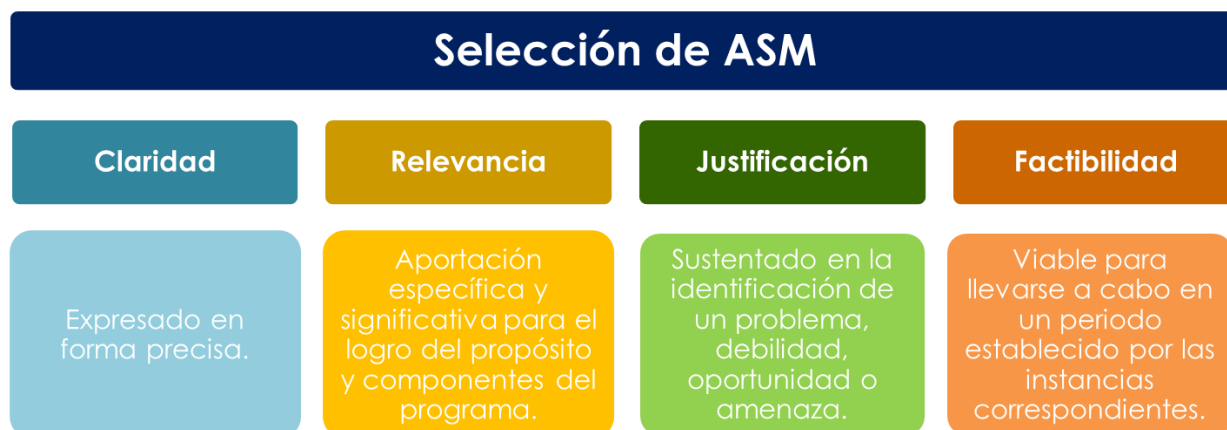 Selección de ASM
Claridad
Relevancia
Justificación
Factibilidad
Expresado en
forma precisa.
Aportación
específica y
significativa para el
logro del propósito
y componentes del
programa.
Sustentado en la
identificación de
un problema,
debilidad,
oportunidad o
amenaza.
Viable para
llevarse a cabo en
un periodo
establecido por las
instancias
correspondientes.